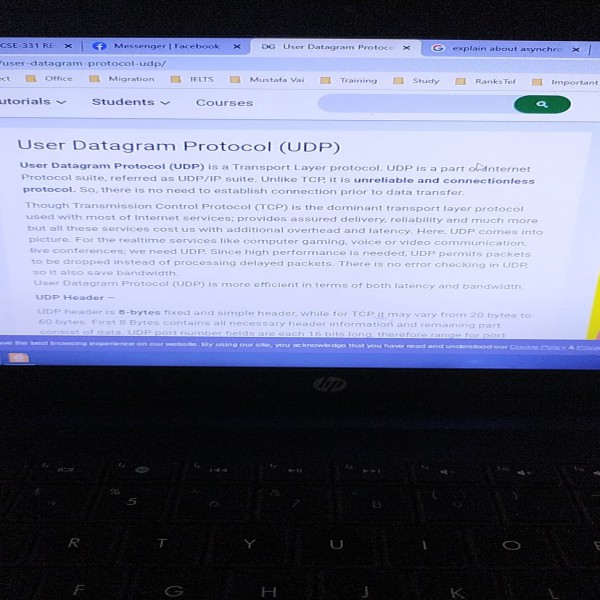 CSE-331 RE × Messenger | Facebook × User Datagram Protoco × explain about asynchro ×
/user-datagram-protocol-udp/
ect Office Migration IELTS Mustafa Vai Training Study RanksTel Important
utorials Students Courses
User Datagram Protocol (UDP)
User Datagram Protocol (UDP) is a Transport Layer protocol. UDP is a part of Internet
Protocol suite, referred as UDP/IP suite. Unlike TCP, it is unreliable and connectionless
protocol. So, there is no need to establish connection prior to data transfer.
Though Transmission Control Protocol (TCP) is the dominant transport layer protocol
used with most of Internet services; provides assured delivery, reliability and much more
but all these services cost us with additional overhead and latency. Here, UDP comes into
picture. For the realtime services like computer gaming, voice or video communication,
live conferences; we need UDP. Since high performance is needed, UDP permits packets
to be dropped instead of processing delayed packets. There is no error checking in UDP,
so it also save bandwidth.
User Datagram Protocol (UDP) is more efficient in terms of both latency and bandwidth.
UDP Header –
UDP header is 8-bytes fixed and simple header, while for TCP it may vary from 20 bytes to
60 bytes. First 8 Bytes contains all necessary header information and remaining part
consist of data. UDP port number fields are each 16 bits long, therefore range for port
ave the best browsing experience on our website. By using our site, you acknowledge that you have read and understood our Cookie Policy & Priva
hp
% 5 6 7 8 9 ( )
R T Y U I O
F G H J K L